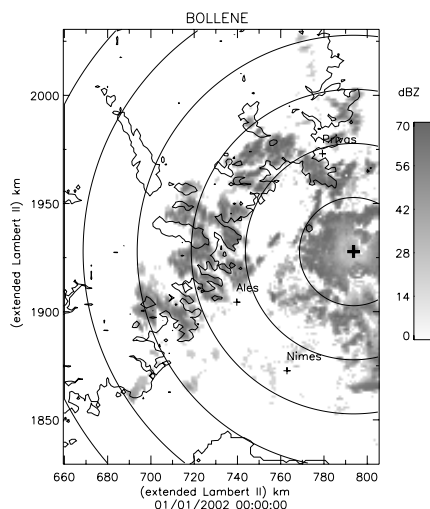 BOLLENE
dBZ
2000
1950
1900
1850
(extended Lambert II) km
Privas
Ales
Nimes
70
56
42
28
14
0
660 680 700 720 740 760 780 800
(extended Lambert II) km
01/01/2002 00:00:00